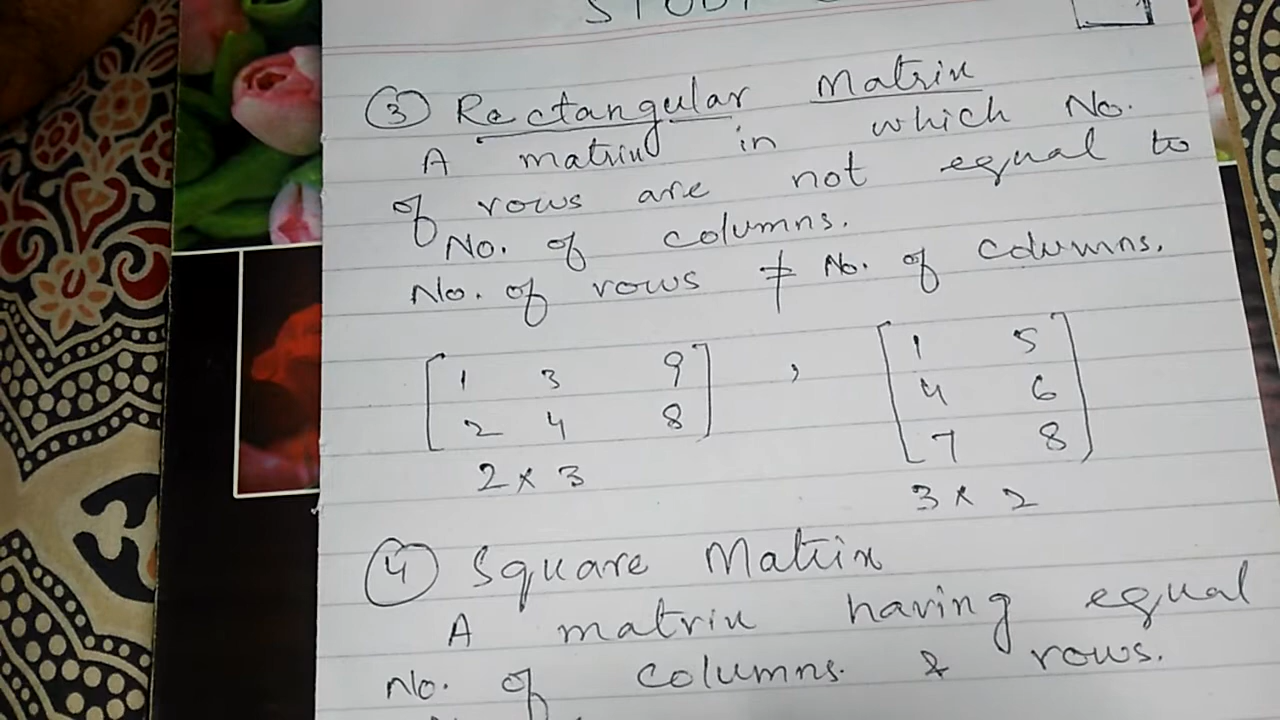 ③ Rectangular Matrix
A matrix in which No.
of rows are not equal to
No. of columns.
No. of rows ≠ No. of columns.
[1 3 9] , [1 5]
[2 4 8] [4 6]
[7 8]
2 x 3
3 x 2
④ Square Matrix
A matrix having equal
No. of columns. & rows.